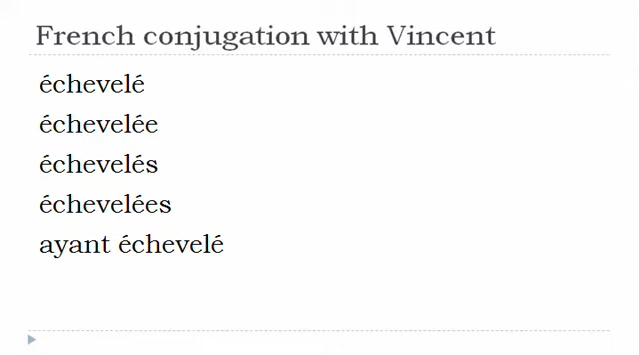 French conjugation with Vincent
échevelé
échevelée
échevelés
échevelées
ayant échevelé